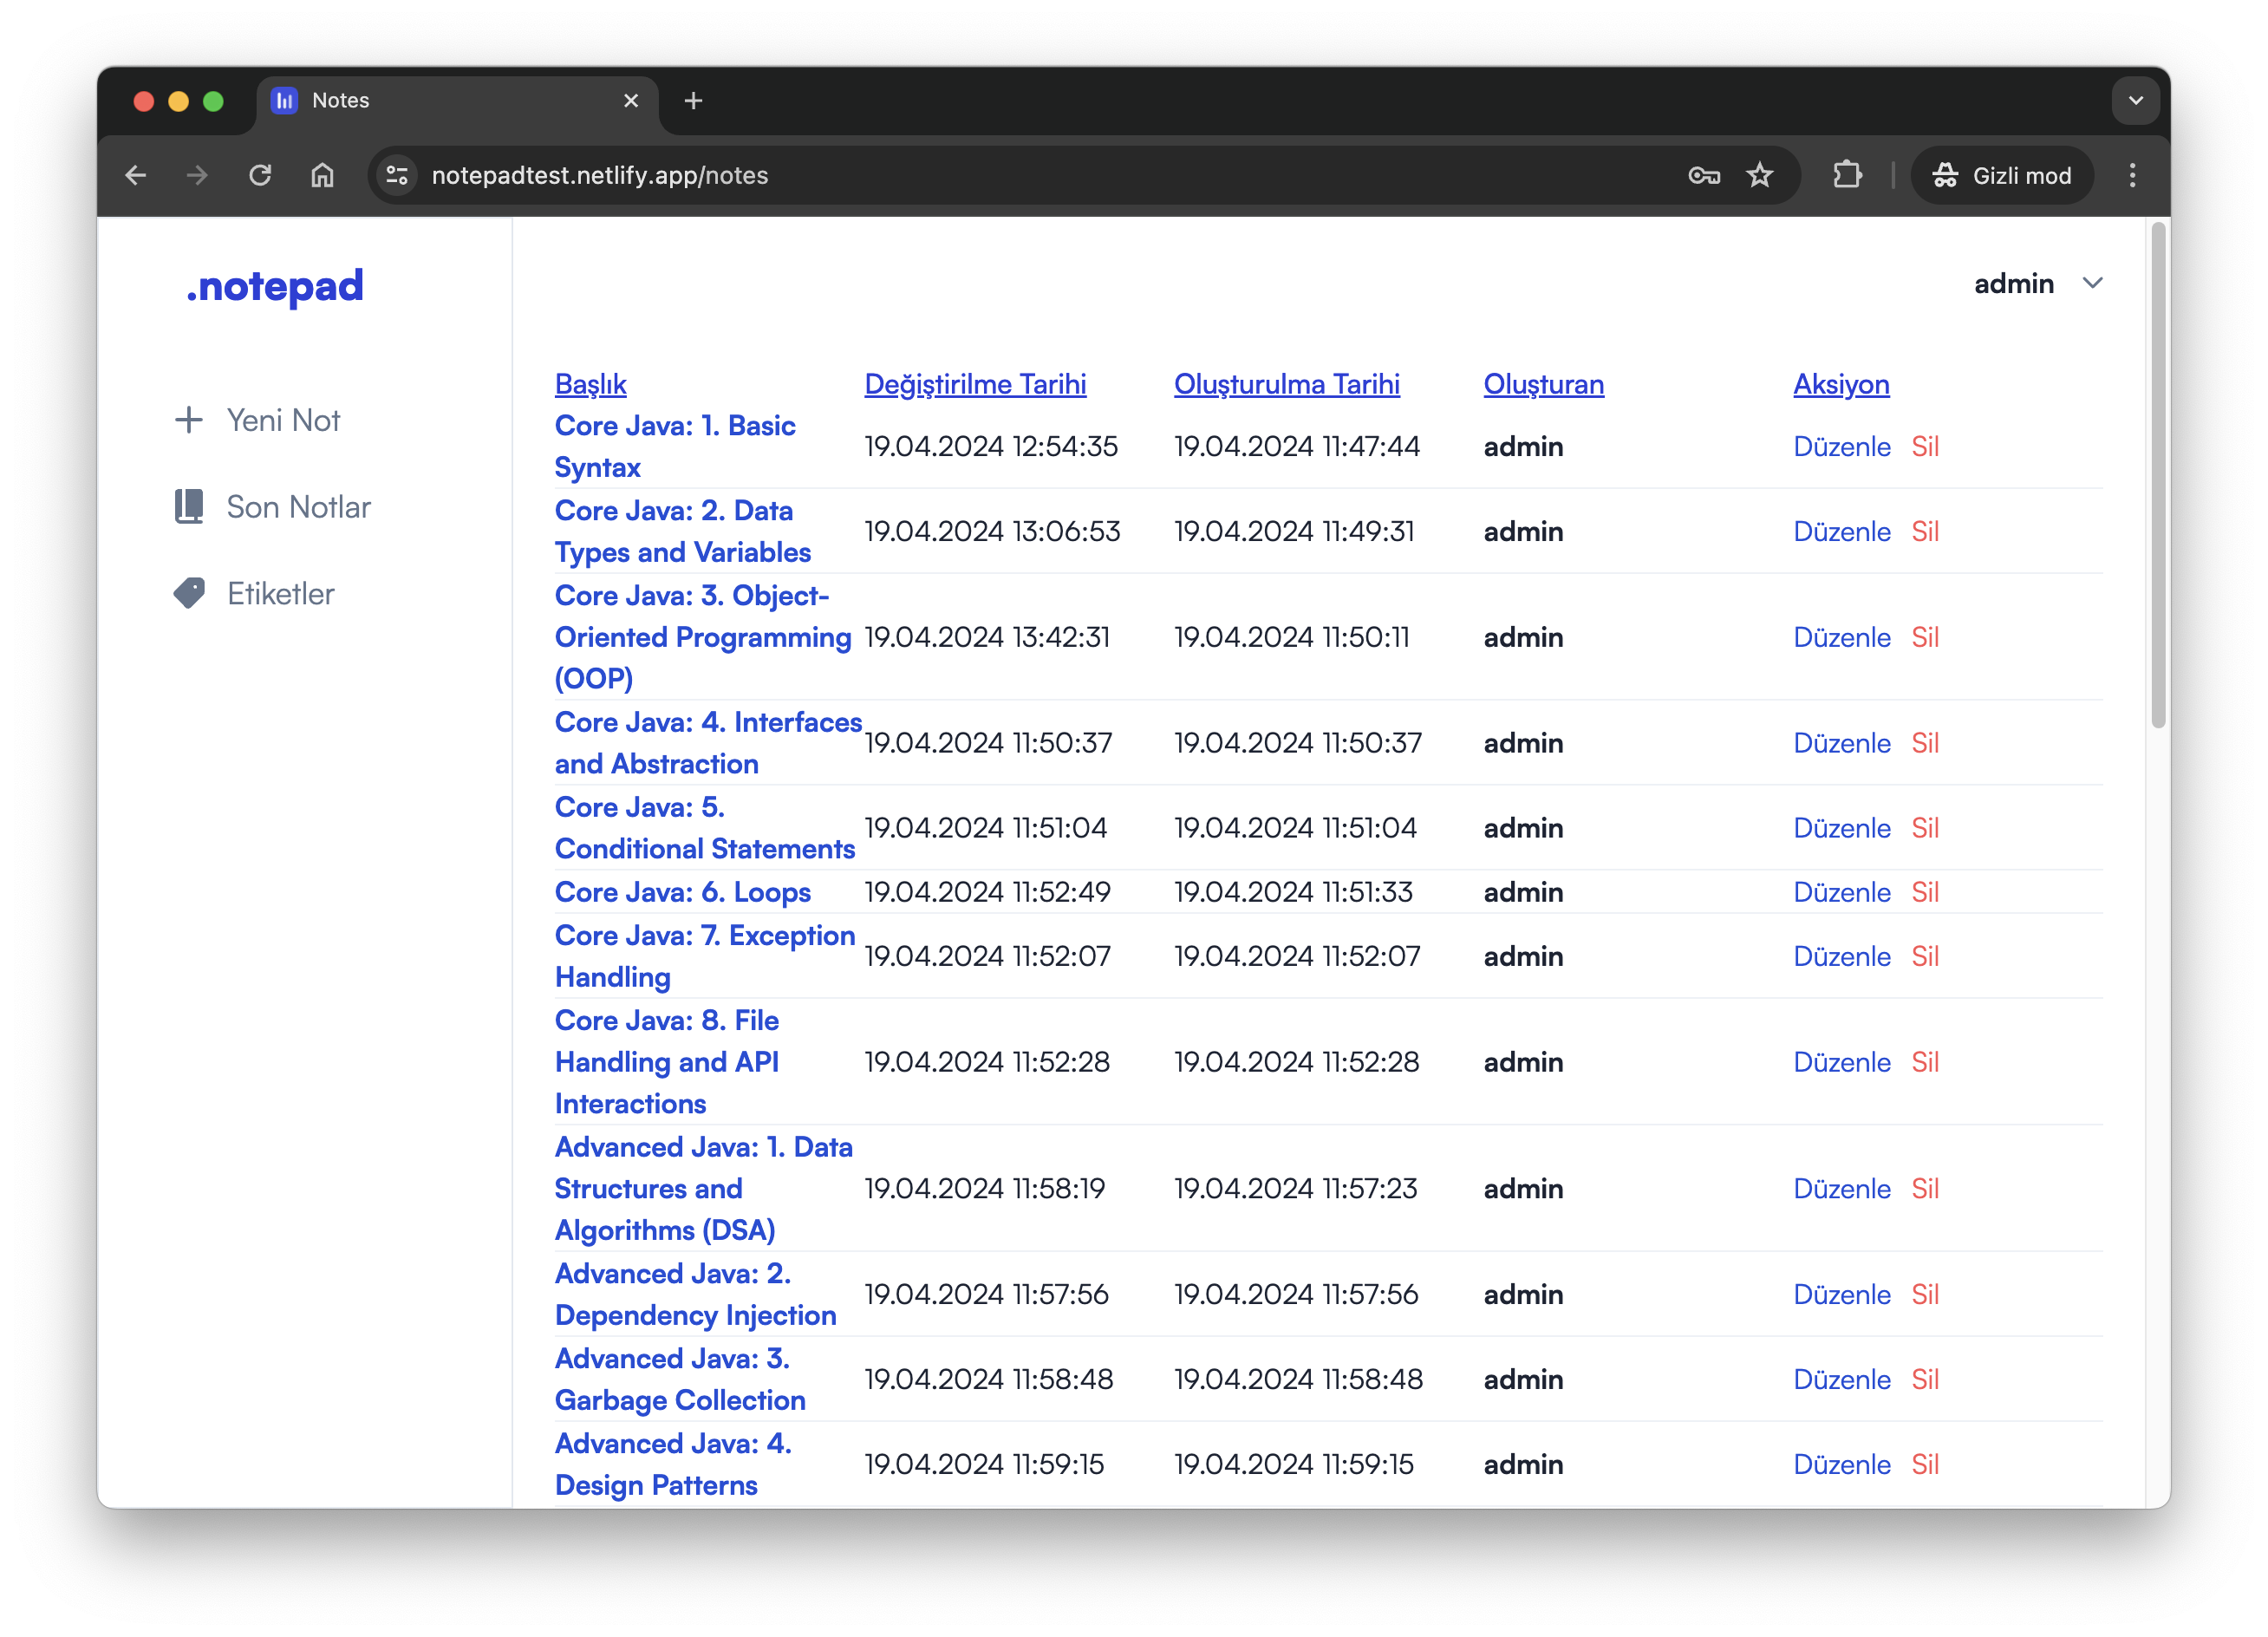 Notes
notepadtest.netlify.app/notes
Gizli mod
.notepad
admin
Yeni Not
Son Notlar
Etiketler
Başlık Değiştirilme Tarihi Oluşturulma Tarihi Oluşturan Aksiyon
Core Java: 1. Basic
Syntax
19.04.2024 12:54:35 19.04.2024 11:47:44 admin Düzenle Sil
Core Java: 2. Data
Types and Variables
19.04.2024 13:06:53 19.04.2024 11:49:31 admin Düzenle Sil
Core Java: 3. Object-
Oriented Programming
(OOP)
19.04.2024 13:42:31 19.04.2024 11:50:11 admin Düzenle Sil
Core Java: 4. Interfaces
and Abstraction
19.04.2024 11:50:37 19.04.2024 11:50:37 admin Düzenle Sil
Core Java: 5.
Conditional Statements
19.04.2024 11:51:04 19.04.2024 11:51:04 admin Düzenle Sil
Core Java: 6. Loops 19.04.2024 11:52:49 19.04.2024 11:51:33 admin Düzenle Sil
Core Java: 7. Exception
Handling
19.04.2024 11:52:07 19.04.2024 11:52:07 admin Düzenle Sil
Core Java: 8. File
Handling and API
Interactions
19.04.2024 11:52:28 19.04.2024 11:52:28 admin Düzenle Sil
Advanced Java: 1. Data
Structures and
Algorithms (DSA)
19.04.2024 11:58:19 19.04.2024 11:57:23 admin Düzenle Sil
Advanced Java: 2.
Dependency Injection
19.04.2024 11:57:56 19.04.2024 11:57:56 admin Düzenle Sil
Advanced Java: 3.
Garbage Collection
19.04.2024 11:58:48 19.04.2024 11:58:48 admin Düzenle Sil
Advanced Java: 4.
Design Patterns
19.04.2024 11:59:15 19.04.2024 11:59:15 admin Düzenle Sil